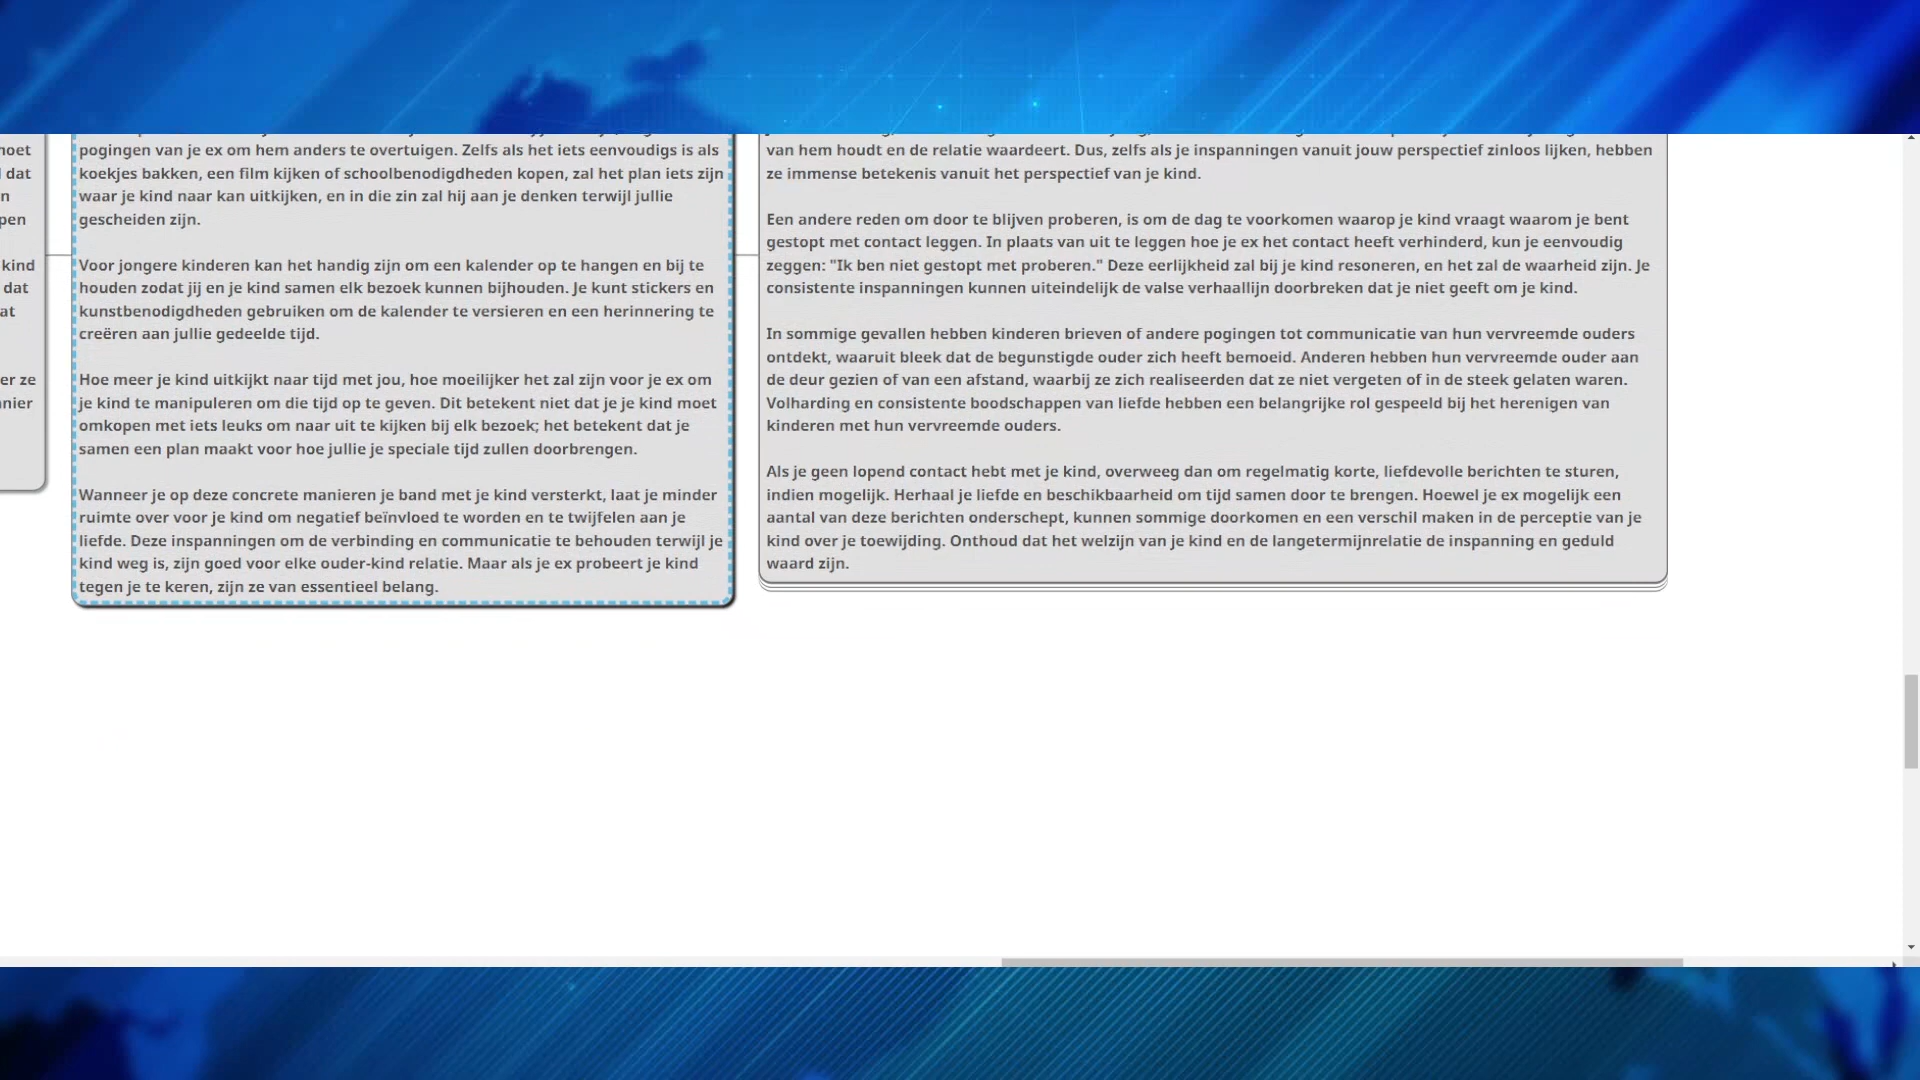 moet
dat
n
pen
kind
dat
at
er ze
nier
pogingen van je ex om hem anders te overtuigen. Zelfs als het iets eenvoudigs is als
koekjes bakken, een film kijken of schoolbenodigdheden kopen, zal het plan iets zijn
waar je kind naar kan uitkijken, en in die zin zal hij aan je denken terwijl jullie
gescheiden zijn.
Voor jongere kinderen kan het handig zijn om een kalender op te hangen en bij te
houden zodat jij en je kind samen elk bezoek kunnen bijhouden. Je kunt stickers en
kunstbenodigdheden gebruiken om de kalender te versieren en een herinnering te
creëren aan jullie gedeelde tijd.
Hoe meer je kind uitkijkt naar tijd met jou, hoe moeilijker het zal zijn voor je ex om
je kind te manipuleren om die tijd op te geven. Dit betekent niet dat je je kind moet
omkopen met iets leuks om naar uit te kijken bij elk bezoek; het betekent dat je
samen een plan maakt voor hoe jullie je speciale tijd zullen doorbrengen.
Wanneer je op deze concrete manieren je band met je kind versterkt, laat je minder
ruimte over voor je kind om negatief beïnvloed te worden en te twijfelen aan je
liefde. Deze inspanningen om de verbinding en communicatie te behouden terwijl je
kind weg is, zijn goed voor elke ouder-kind relatie. Maar als je ex probeert je kind
tegen je te keren, zijn ze van essentieel belang.
van hem houdt en de relatie waardeert. Dus, zelfs als je inspanningen vanuit jouw perspectief zinloos lijken, hebben
ze immense betekenis vanuit het perspectief van je kind.
Een andere reden om door te blijven proberen, is om de dag te voorkomen waarop je kind vraagt waarom je bent
gestopt met contact leggen. In plaats van uit te leggen hoe je ex het contact heeft verhinderd, kun je eenvoudig
zeggen: "Ik ben niet gestopt met proberen." Deze eerlijkheid zal bij je kind resoneren, en het zal de waarheid zijn. Je
consistente inspanningen kunnen uiteindelijk de valse verhaallijn doorbreken dat je niet geeft om je kind.
In sommige gevallen hebben kinderen brieven of andere pogingen tot communicatie van hun vervreemde ouders
ontdekt, waaruit bleek dat de begunstigde ouder zich heeft bemoeid. Anderen hebben hun vervreemde ouder aan
de deur gezien of van een afstand, waarbij ze zich realiseerden dat ze niet vergeten of in de steek gelaten waren.
Volharding en consistente boodschappen van liefde hebben een belangrijke rol gespeeld bij het herenigen van
kinderen met hun vervreemde ouders.
Als je geen lopend contact hebt met je kind, overweeg dan om regelmatig korte, liefdevolle berichten te sturen,
indien mogelijk. Herhaal je liefde en beschikbaarheid om tijd samen door te brengen. Hoewel je ex mogelijk een
aantal van deze berichten onderschept, kunnen sommige doorkomen en een verschil maken in de perceptie van je
kind over je toewijding. Onthoud dat het welzijn van je kind en de langetermijnrelatie de inspanning en geduld
waard zijn.